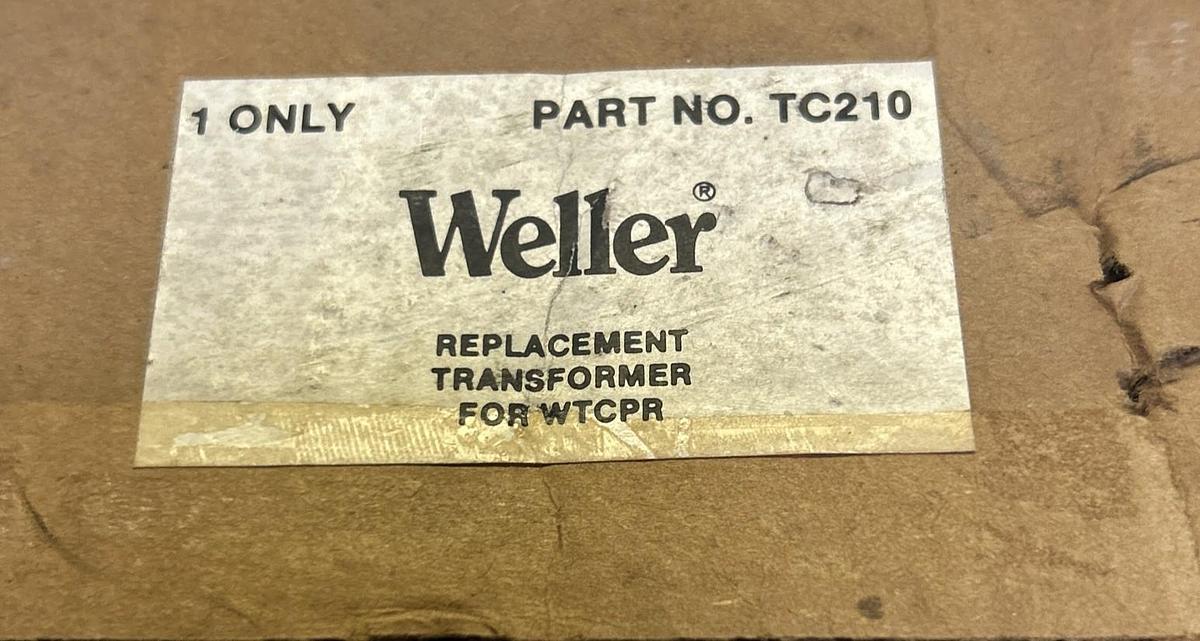 1 ONLY PART NO. TC210
Weller®
REPLACEMENT
TRANSFORMER
FOR WTCPR